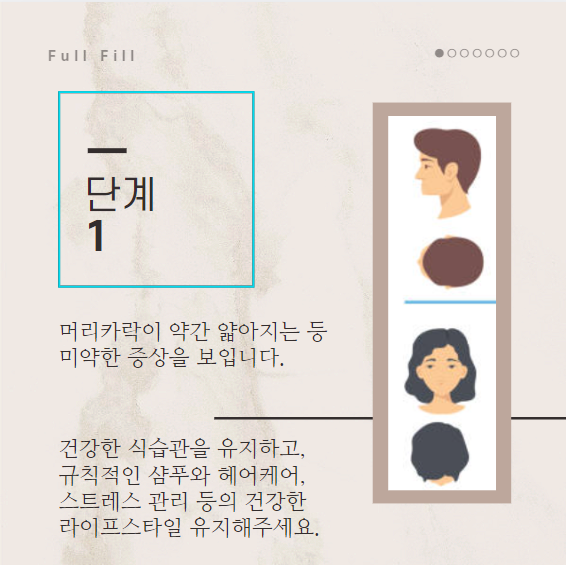 Full Fill
단계
1
머리카락이 약간 얇아지는 등
미약한 증상을 보입니다.
건강한 식습관을 유지하고,
규칙적인 샴푸와 헤어케어,
스트레스 관리 등의 건강한
라이프스타일 유지해주세요.